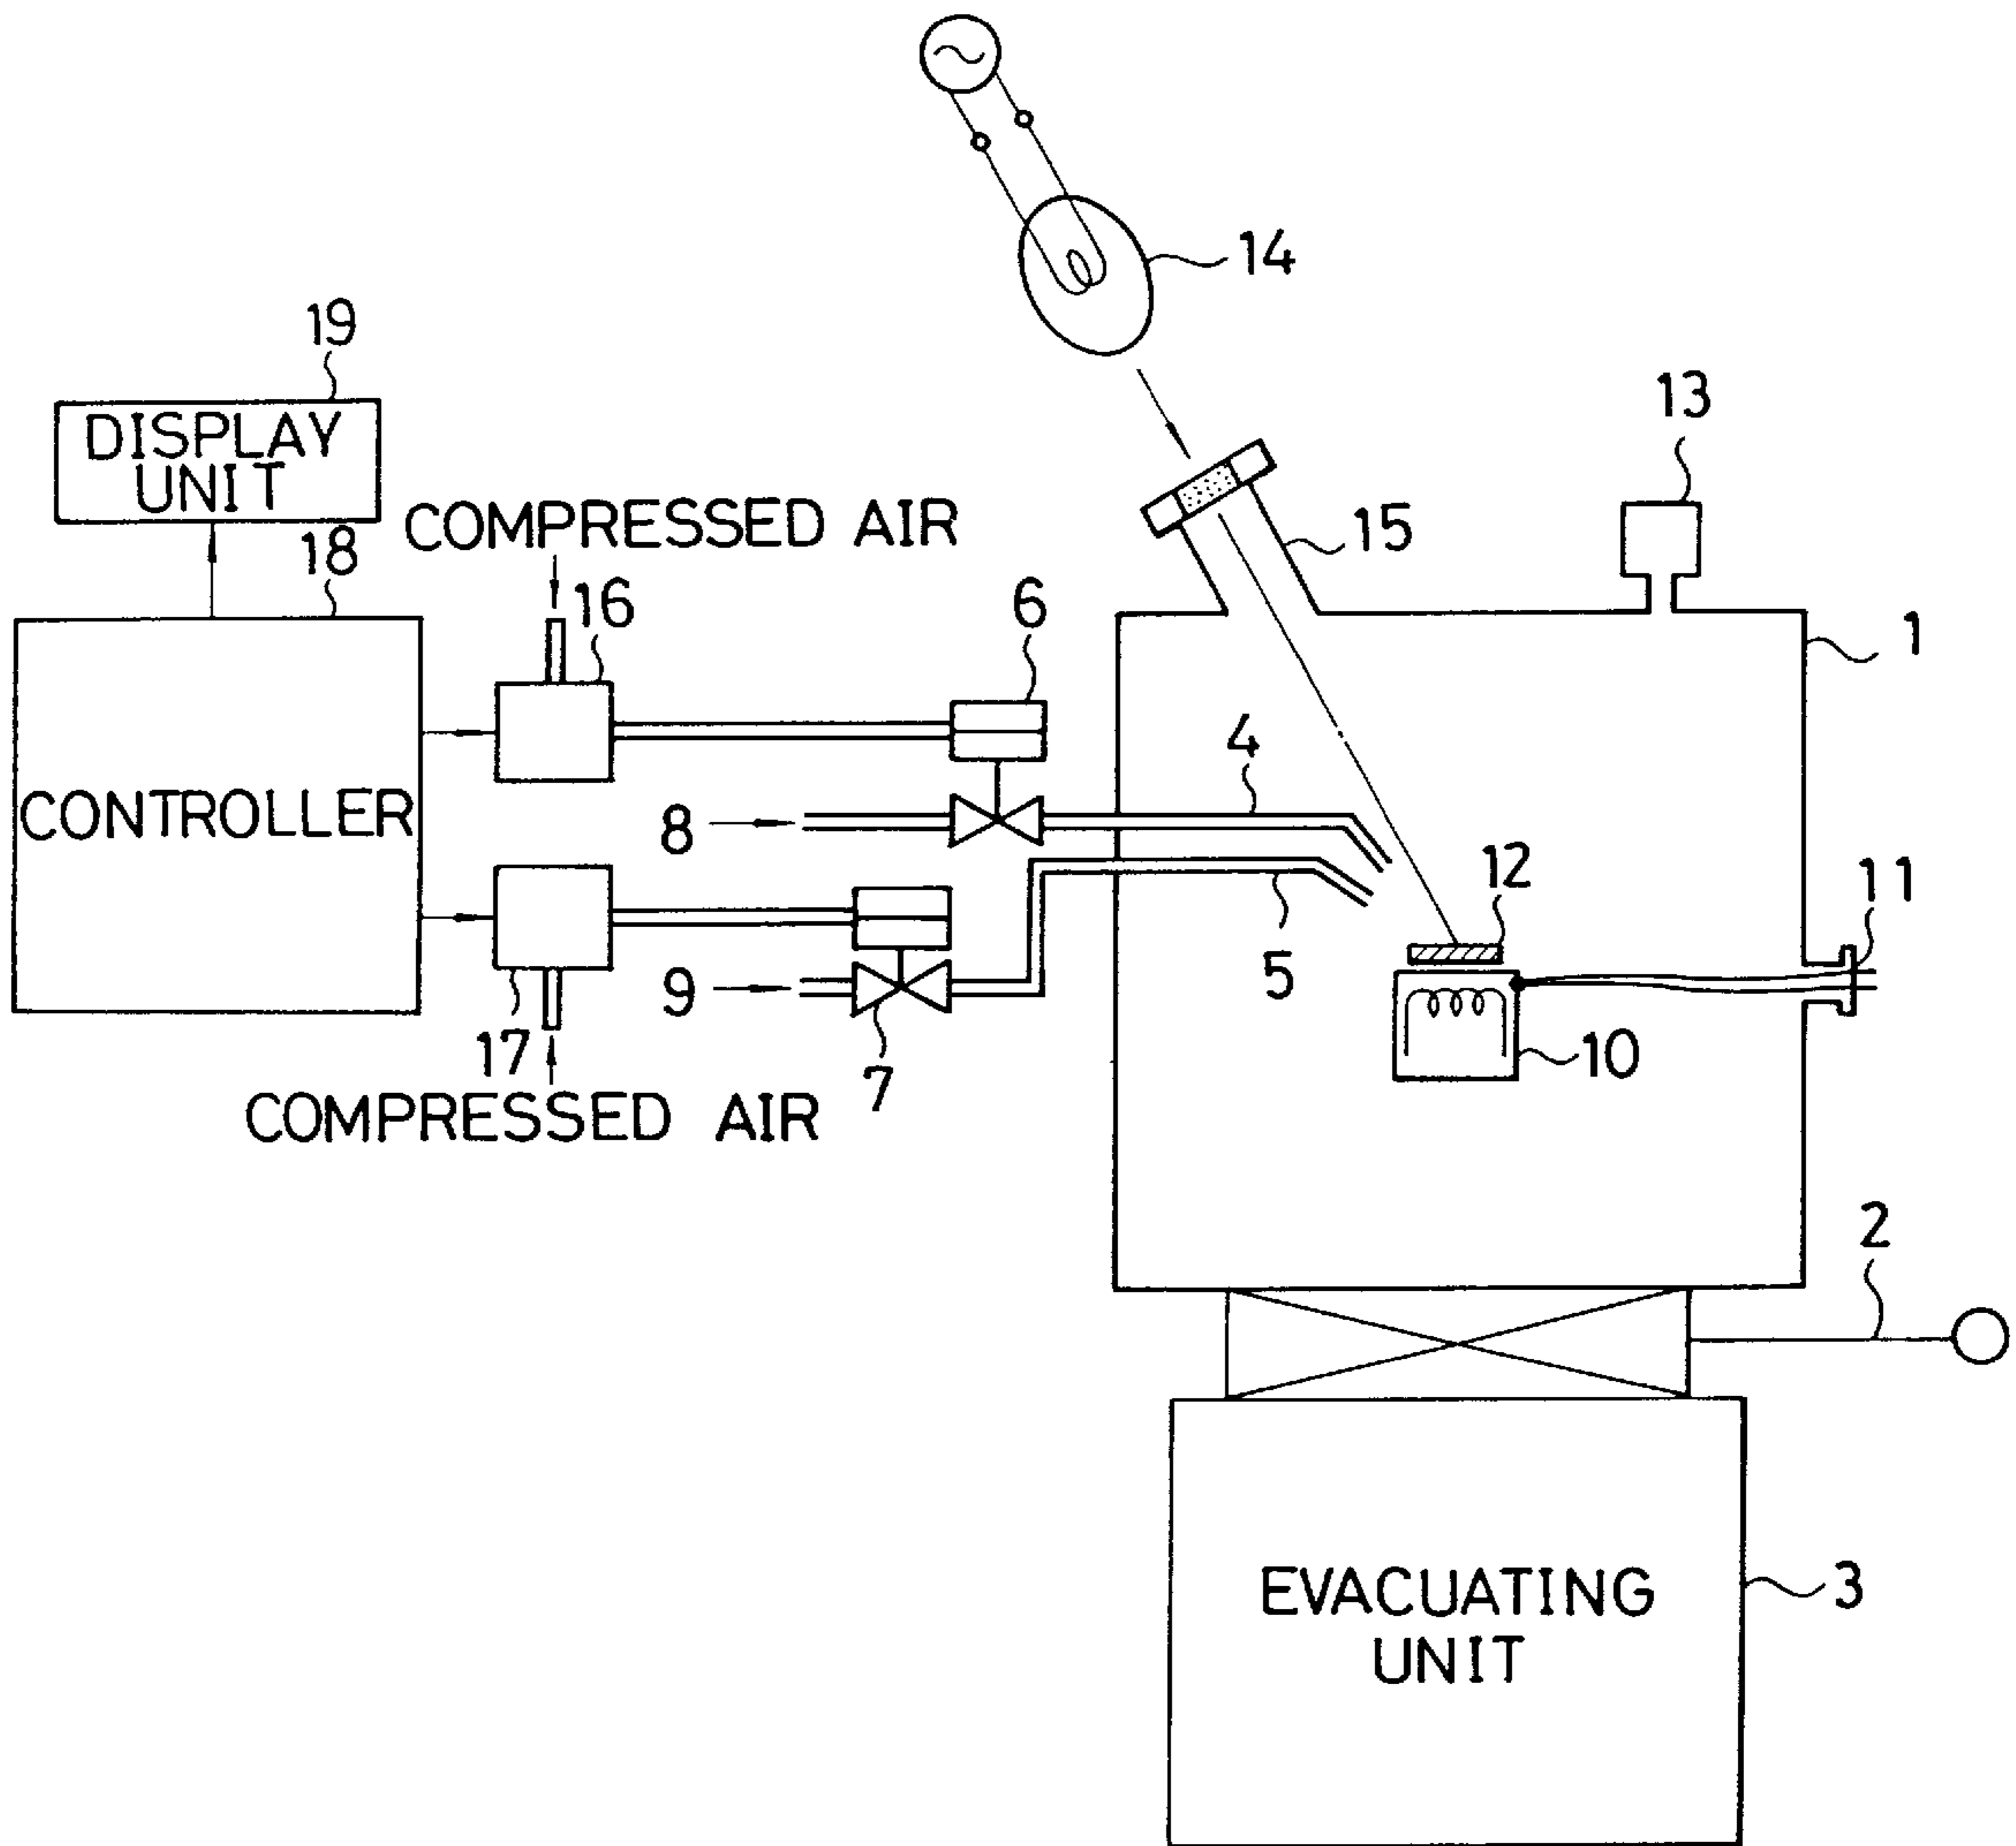 14
19
DISPLAY
UNIT
13
COMPRESSED AIR
15
18
16
6
1
4
CONTROLLER
8
12
11
5
9
17
7
10
COMPRESSED AIR
2
EVACUATING
UNIT
3